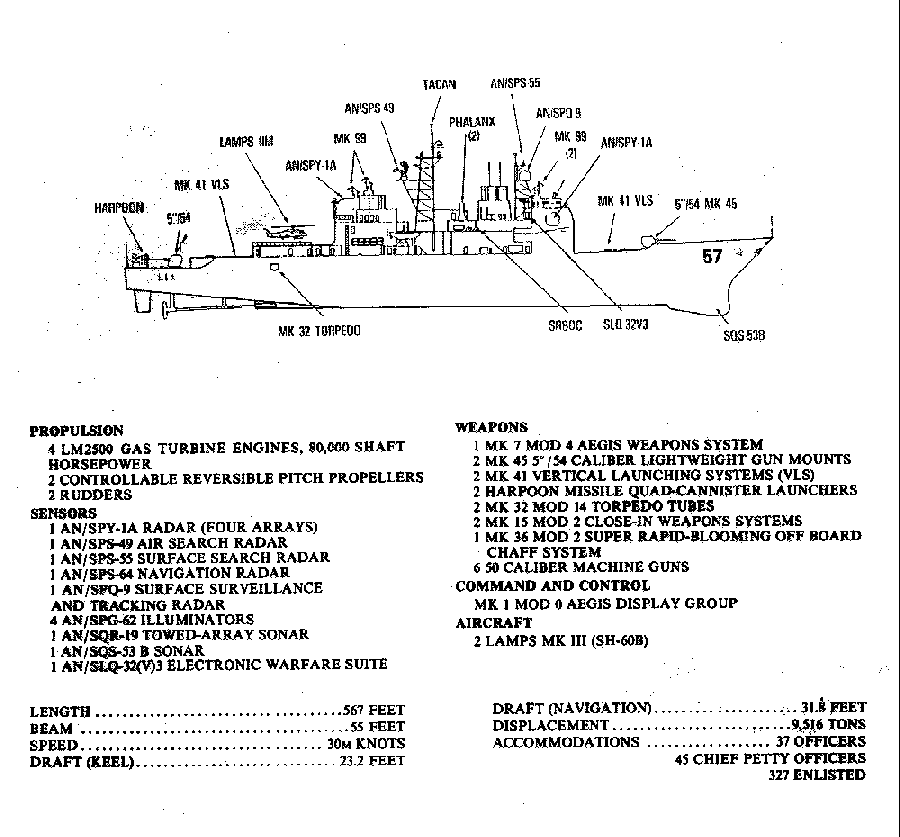 TACAN
AN/SPS 55
AN/SPS 49
AN/SPQ 9
PHALANX
(2)
LAMPS IIM
MK 99
MK 99
(2)
AN/SPY-1A
AN/SPY-1A
MK 41 VLS
HARPOON
5"/54
MK 41 VLS
5"/54 MK 45
57
MK 32 TORPEDO
SRBOC
SLQ 32V3
SQS 53B
PROPULSION
4 LM2500 GAS TURBINE ENGINES, 80,000 SHAFT
HORSEPOWER
2 CONTROLLABLE REVERSIBLE PITCH PROPELLERS
2 RUDDERS
SENSORS
1 AN/SPY-1A RADAR (FOUR ARRAYS)
1 AN/SPS-49 AIR SEARCH RADAR
1 AN/SPS-55 SURFACE SEARCH RADAR
1 AN/SPS-64 NAVIGATION RADAR
1 AN/SPQ-9 SURFACE SURVEILLANCE
AND TRACKING RADAR
4 AN/SPG-62 ILLUMINATORS
1 AN/SQR-19 TOWED-ARRAY SONAR
1 AN/SQS-53 B SONAR
1 AN/SLQ-32(V)3 ELECTRONIC WARFARE SUITE
WEAPONS
1 MK 7 MOD 4 AEGIS WEAPONS SYSTEM
2 MK 45 5"/54 CALIBER LIGHTWEIGHT GUN MOUNTS
2 MK 41 VERTICAL LAUNCHING SYSTEMS (VLS)
2 HARPOON MISSILE QUAD-CANNISTER LAUNCHERS
2 MK 32 MOD 14 TORPEDO TUBES
2 MK 15 MOD 2 CLOSE-IN WEAPONS SYSTEMS
1 MK 36 MOD 2 SUPER RAPID-BLOOMING OFF BOARD
CHAFF SYSTEM
6 50 CALIBER MACHINE GUNS
COMMAND AND CONTROL
MK 1 MOD 0 AEGIS DISPLAY GROUP
AIRCRAFT
2 LAMPS MK III (SH-60B)
LENGTH ..............................567 FEET
BEAM ................................55 FEET
SPEED..............................30M KNOTS
DRAFT (KEEL).........................23.2 FEET
DRAFT (NAVIGATION)..................31.8 FEET
DISPLACEMENT......................9,516 TONS
ACCOMMODATIONS ................37 OFFICERS
45 CHIEF PETTY OFFICERS
327 ENLISTED